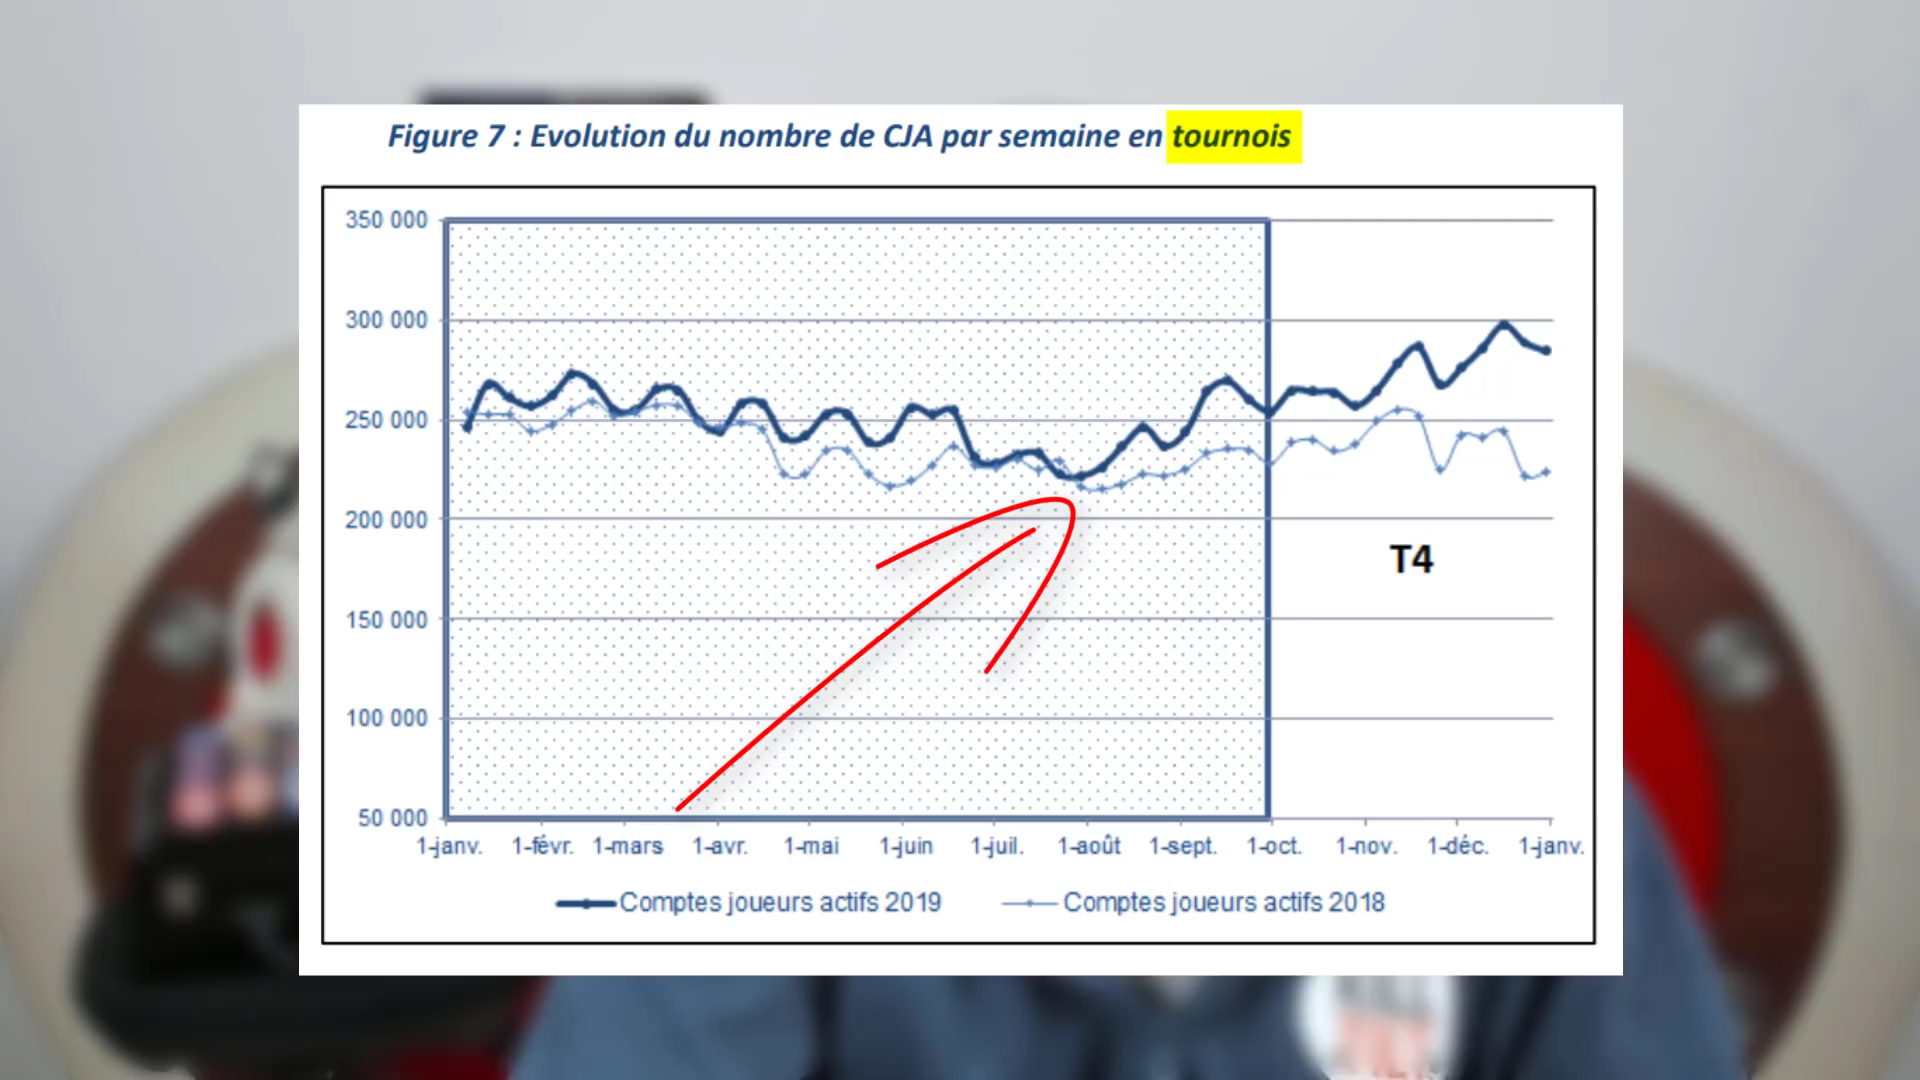 Figure 7 : Evolution du nombre de CJA par semaine en tournois
350 000
300 000
250 000
200 000
150 000
100 000
50 000
T4
1-janv. 1-févr. 1-mars 1-avr. 1-mai 1-juin 1-juil. 1-août 1-sept. 1-oct. 1-nov. 1-déc. 1-janv.
Comptes joueurs actifs 2019 Comptes joueurs actifs 2018